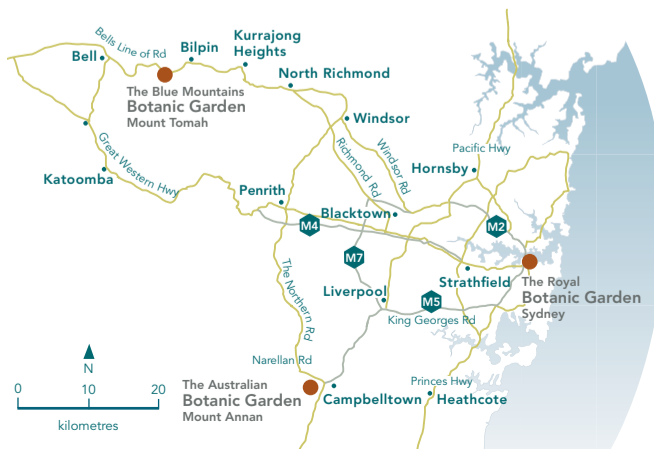 Bells Line of Rd
Bell
Bilpin
Kurrajong
Heights
North Richmond
The Blue Mountains
Botanic Garden
Mount Tomah
Windsor
Great Western Hwy
Richmond Rd
Windsor Rd
Pacific Hwy
Hornsby
Katoomba
Penrith
Blacktown
M4
M2
M7
The Northern Rd
Strathfield
The Royal
Botanic Garden
Sydney
Liverpool
M5
King Georges Rd
N
0 10 20
kilometres
Narellan Rd
The Australian
Botanic Garden
Mount Annan
Campbelltown
Princes Hwy
Heathcote